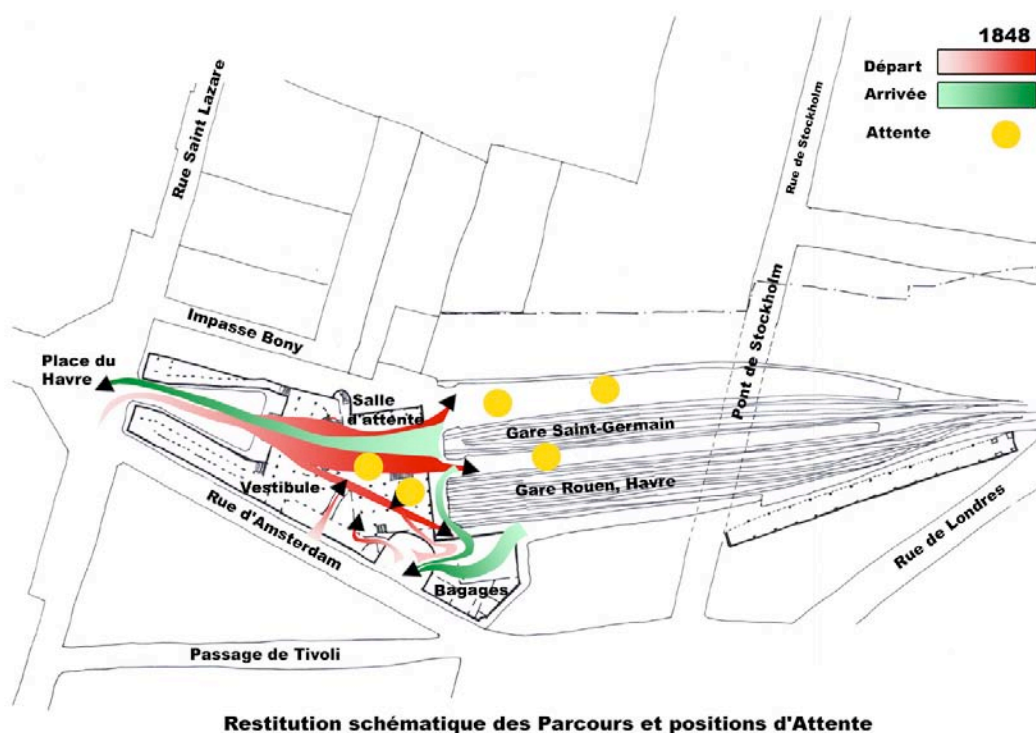 1848
Départ
Arrivée
Attente
Rue de Stockholm
Rue Saint Lazare
Impasse Bony
Pont de Stockholm
Place du
Havre
Salle
d'attente
Gare Saint-Germain
Vestibule
Gare Rouen, Havre
Rue d'Amsterdam
Rue de Londres
Bagages
Passage de Tivoli
Restitution schématique des Parcours et positions d'Attente